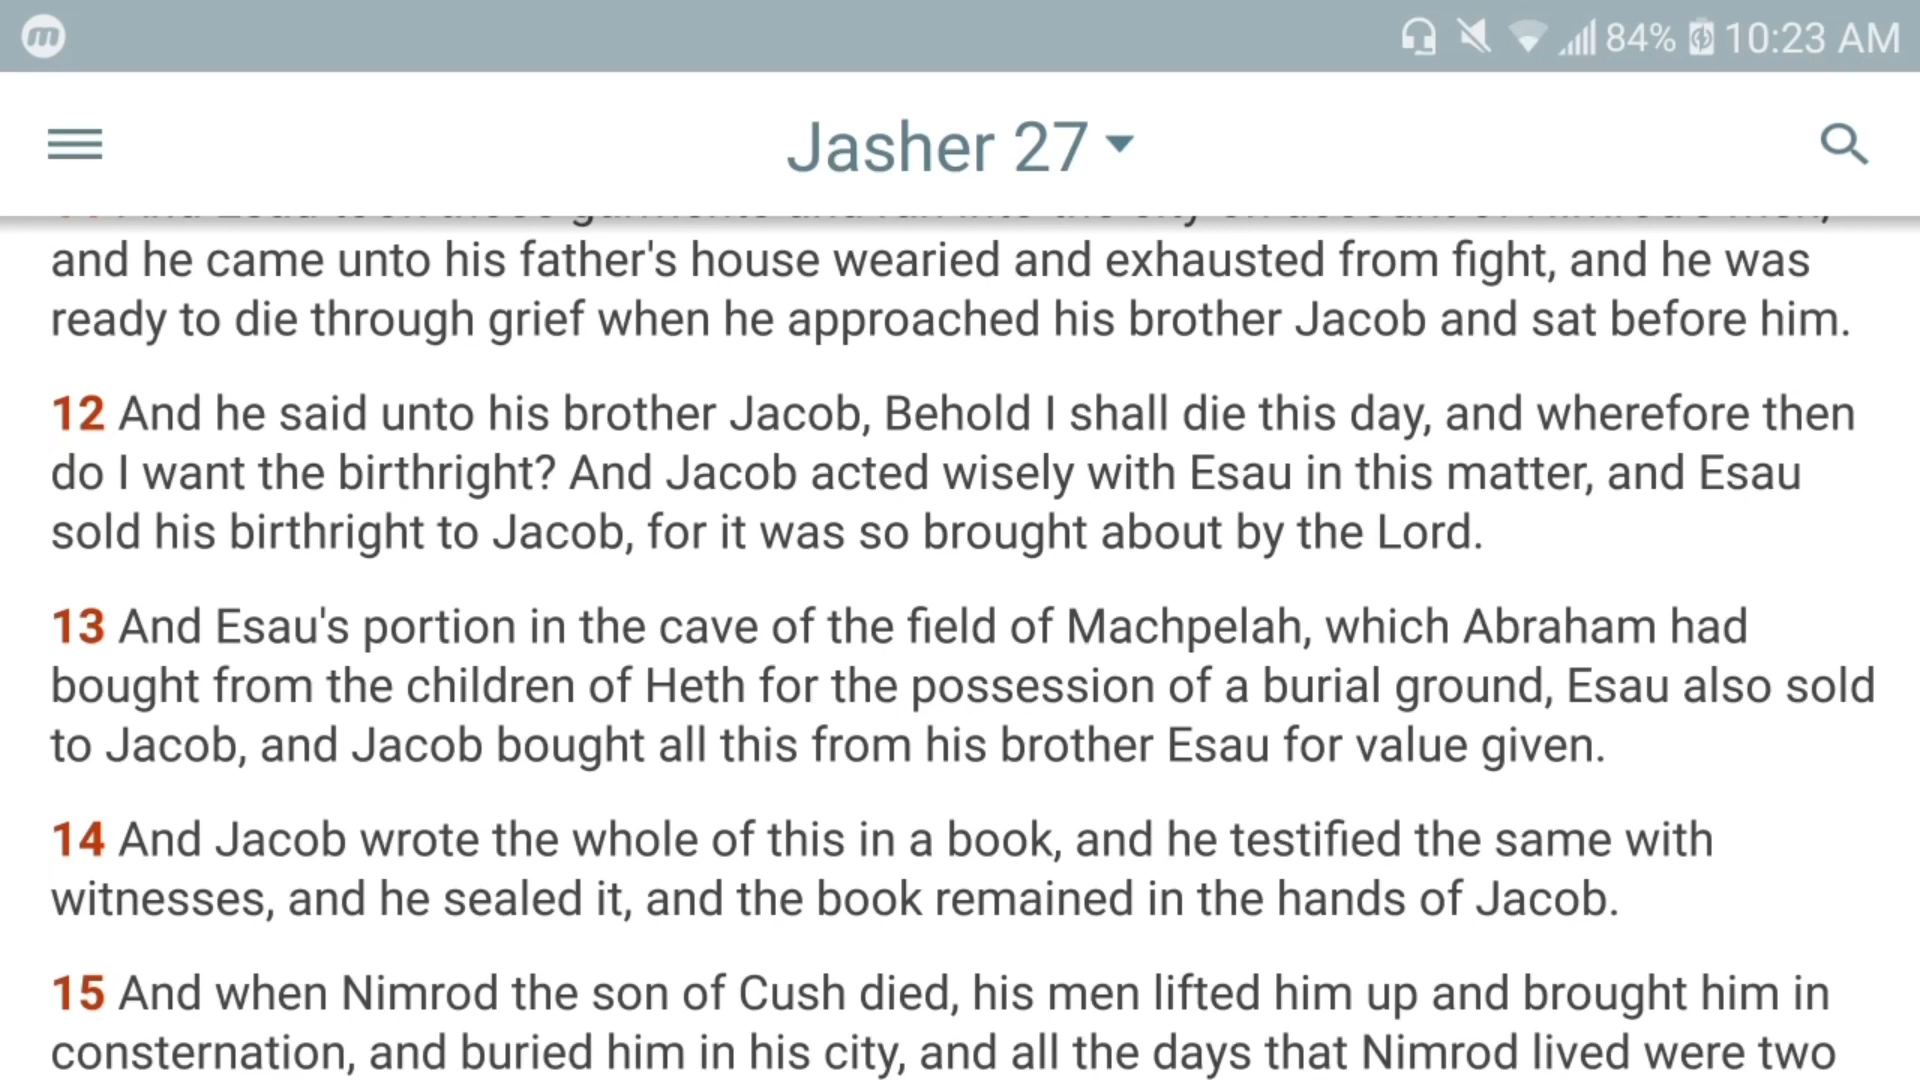 84% 10:23 AM
Jasher 27
and he came unto his father's house wearied and exhausted from fight, and he was
ready to die through grief when he approached his brother Jacob and sat before him.
12 And he said unto his brother Jacob, Behold I shall die this day, and wherefore then
do I want the birthright? And Jacob acted wisely with Esau in this matter, and Esau
sold his birthright to Jacob, for it was so brought about by the Lord.
13 And Esau's portion in the cave of the field of Machpelah, which Abraham had
bought from the children of Heth for the possession of a burial ground, Esau also sold
to Jacob, and Jacob bought all this from his brother Esau for value given.
14 And Jacob wrote the whole of this in a book, and he testified the same with
witnesses, and he sealed it, and the book remained in the hands of Jacob.
15 And when Nimrod the son of Cush died, his men lifted him up and brought him in
consternation, and buried him in his city, and all the days that Nimrod lived were two